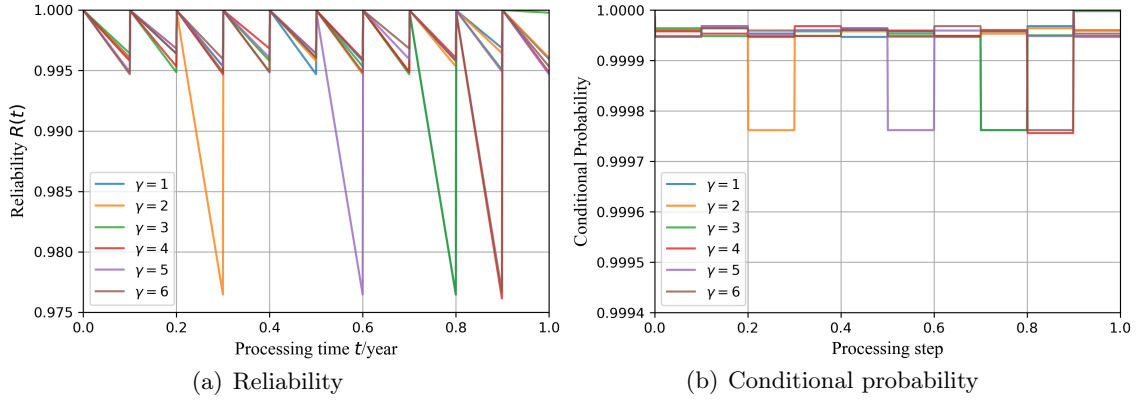 1.000
0.995
0.990
0.985
0.980
0.975
Reliability R(t)
γ = 1
γ = 2
γ = 3
γ = 4
γ = 5
γ = 6
0.0 0.2 0.4 0.6 0.8 1.0
Processing time t/year
(a) Reliability
1.0000
0.9999
0.9998
0.9997
0.9996
0.9995
0.9994
Conditional Probability
γ = 1
γ = 2
γ = 3
γ = 4
γ = 5
γ = 6
0.0 0.2 0.4 0.6 0.8 1.0
Processing step
(b) Conditional probability